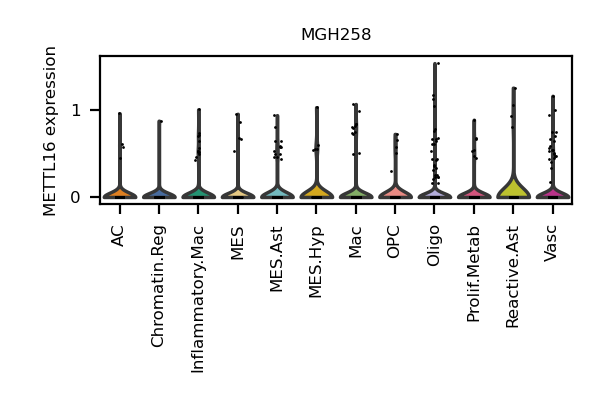 MGH258
METTL16 expression
1
0
AC
Chromatin.Reg
Inflammatory.Mac
MES
MES.Ast
MES.Hyp
Mac
OPC
Oligo
Prolif.Metab
Reactive.Ast
Vasc